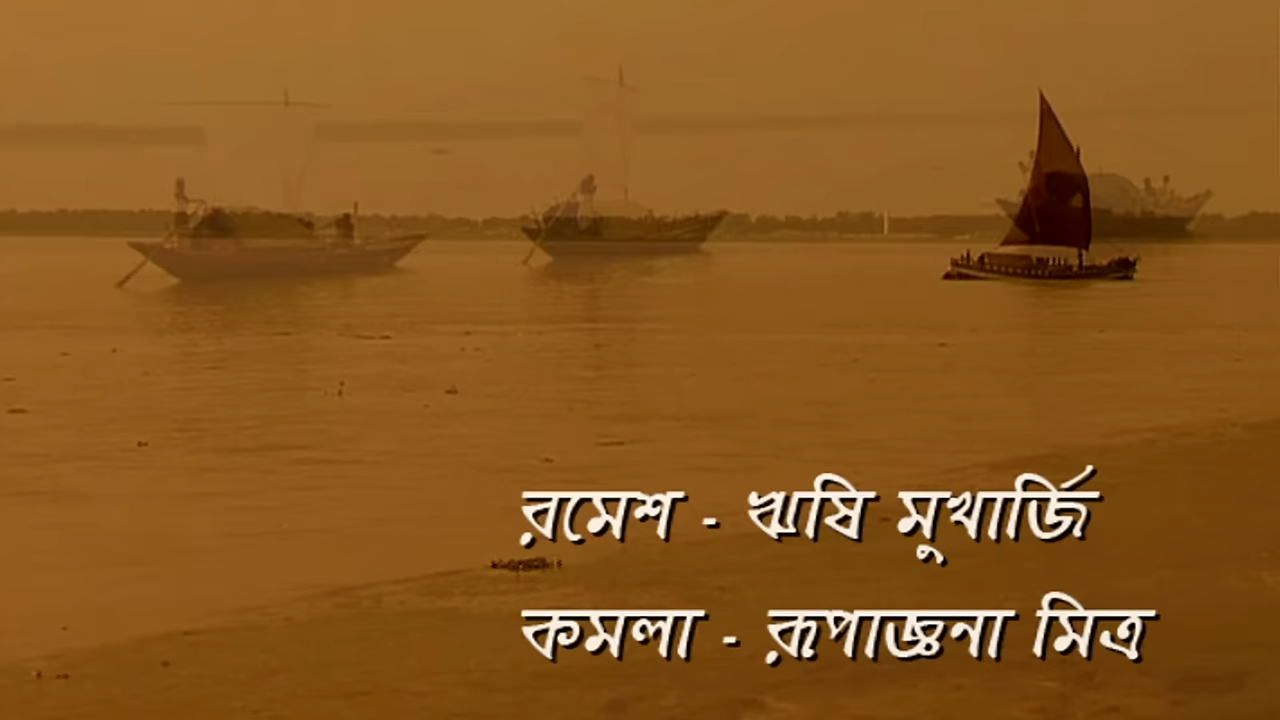 রমেশ - ঋষি মুখার্জি
কমলা - রূপাঞ্জনা মিত্র